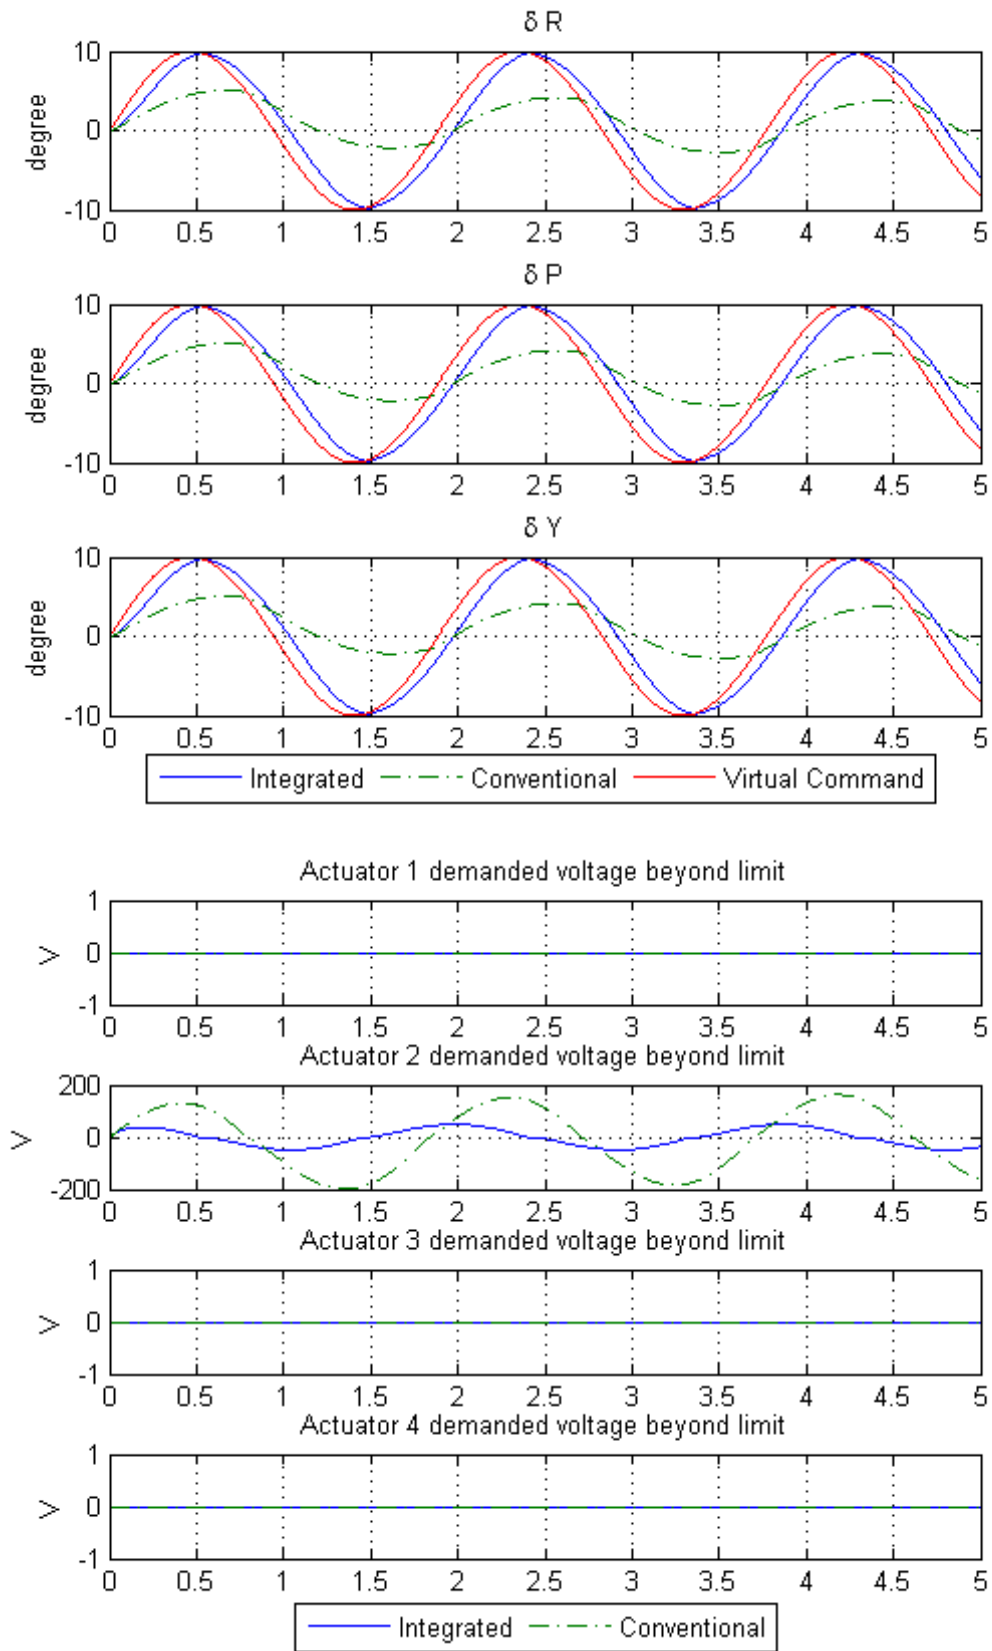 δ R
degree
10
0
-10
0 0.5 1 1.5 2 2.5 3 3.5 4 4.5 5
δ P
degree
10
0
-10
0 0.5 1 1.5 2 2.5 3 3.5 4 4.5 5
δ Y
degree
10
0
-10
0 0.5 1 1.5 2 2.5 3 3.5 4 4.5 5
Integrated Conventional Virtual Command
Actuator 1 demanded voltage beyond limit
V
1
0
-1
0 0.5 1 1.5 2 2.5 3 3.5 4 4.5 5
Actuator 2 demanded voltage beyond limit
V
200
0
-200
0 0.5 1 1.5 2 2.5 3 3.5 4 4.5 5
Actuator 3 demanded voltage beyond limit
V
1
0
-1
0 0.5 1 1.5 2 2.5 3 3.5 4 4.5 5
Actuator 4 demanded voltage beyond limit
V
1
0
-1
0 0.5 1 1.5 2 2.5 3 3.5 4 4.5 5
Integrated Conventional